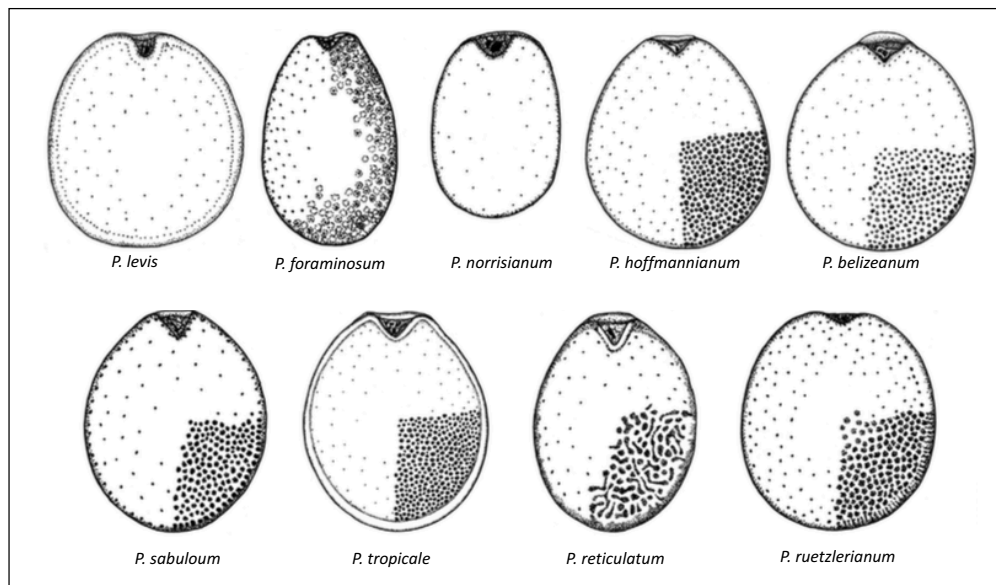 P. levis
P. foraminosum
P. norrisianum
P. hoffmannianum
P. belizeanum
P. sabuloum
P. tropicale
P. reticulatum
P. ruetzlerianum